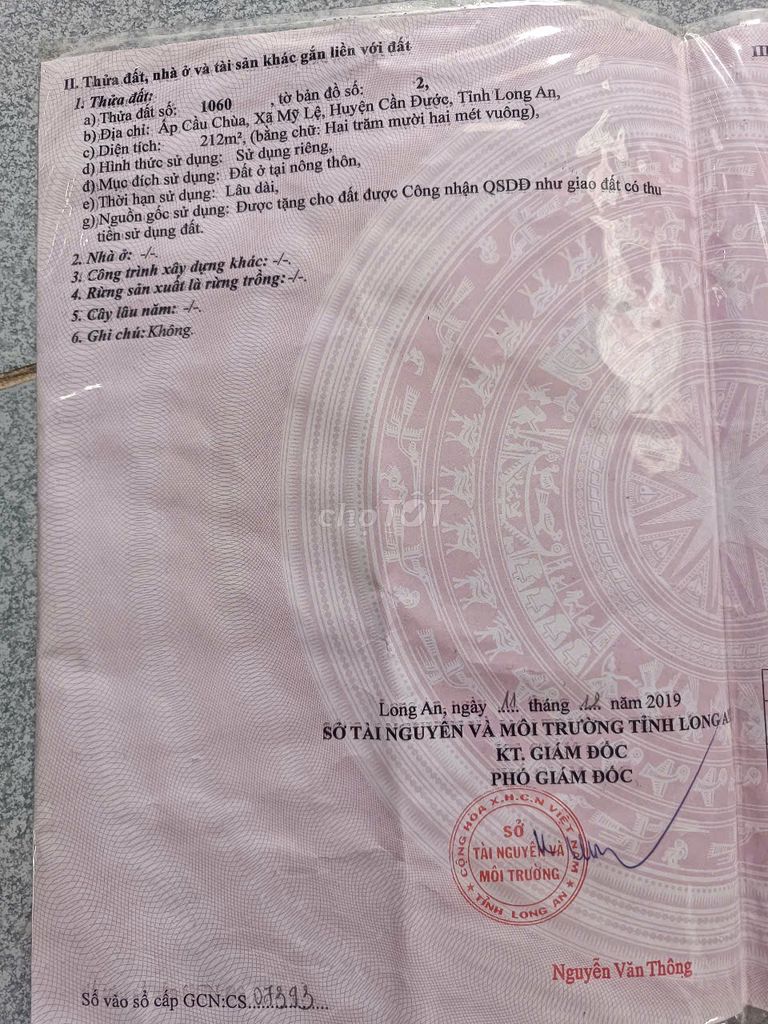 II. Thửa đất, nhà ở và tài sản khác gắn liền với đất
1. Thửa đất:
a) Thửa đất số: 1060 , tờ bản đồ số: 2,
b) Địa chỉ: Ấp Cầu Chùa, Xã Mỹ Lệ, Huyện Cần Đước, Tỉnh Long An,
c) Diện tích: 212m², (bằng chữ: Hai trăm mười hai mét vuông),
d) Hình thức sử dụng: Sử dụng riêng,
đ) Mục đích sử dụng: Đất ở tại nông thôn,
e) Thời hạn sử dụng: Lâu dài,
g) Nguồn gốc sử dụng: Được tặng cho đất được Công nhận QSDĐ như giao đất có thu
tiền sử dụng đất.
2. Nhà ở: -/-.
3. Công trình xây dựng khác: -/-.
4. Rừng sản xuất là rừng trồng: -/-.
5. Cây lâu năm: -/-.
6. Ghi chú: Không.
III
chợTỐT
Long An, ngày 11 tháng 12 năm 2019
SỞ TÀI NGUYÊN VÀ MÔI TRƯỜNG TỈNH LONG A
KT. GIÁM ĐỐC
PHÓ GIÁM ĐỐC
CỘNG HÒA X.H.C.N VIỆT NAM
SỞ
TÀI NGUYÊN VÀ
MÔI TRƯỜNG
★ TỈNH LONG AN ★
Nguyễn Văn Thông
Số vào sổ cấp GCN:CS..07393...